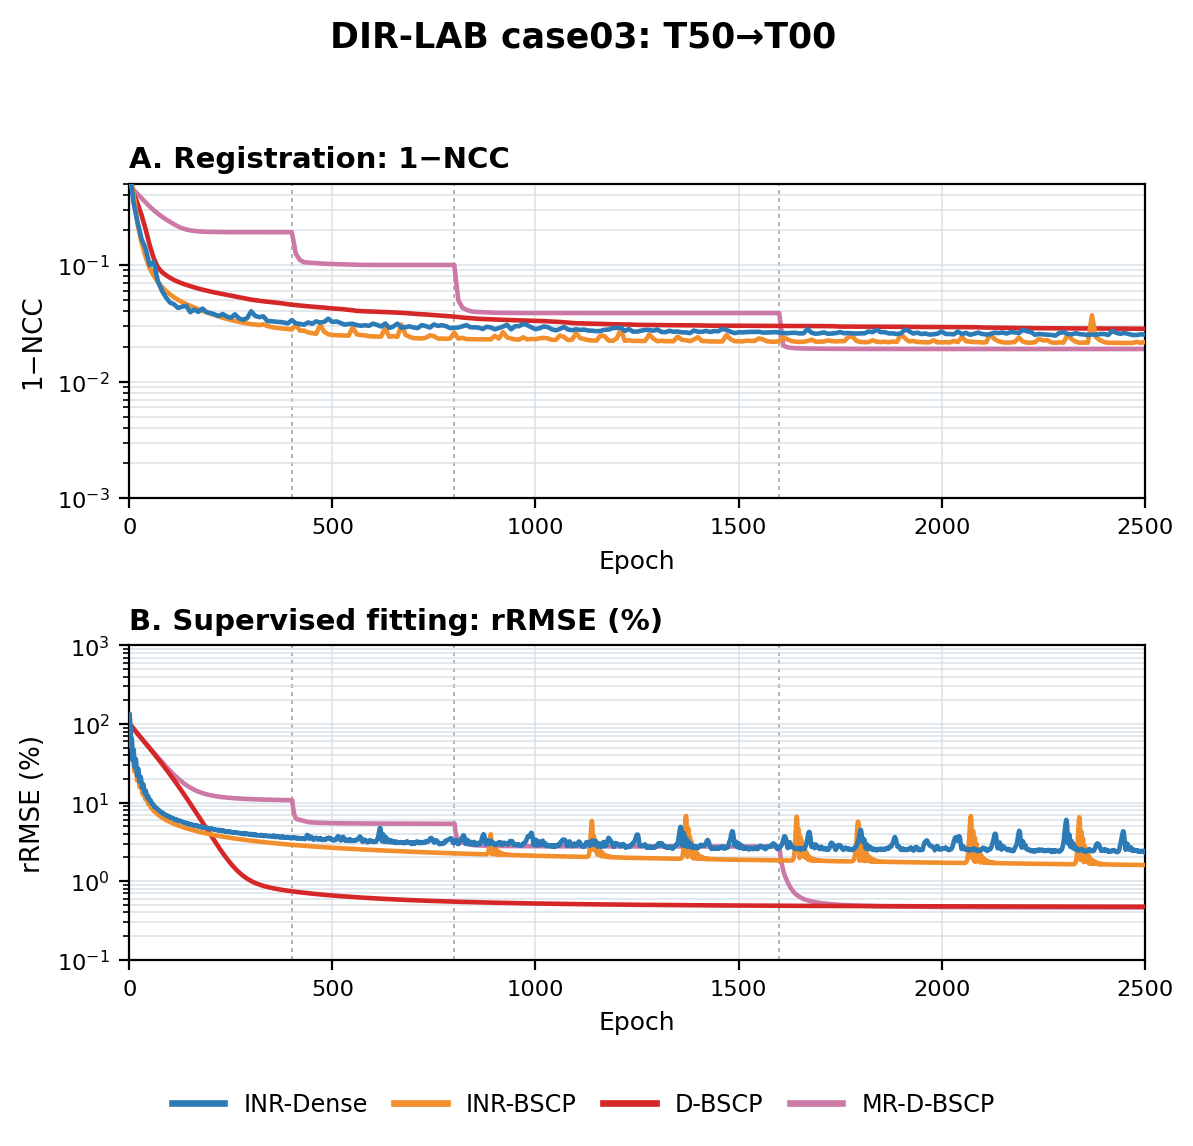 DIR-LAB case03: T50→T00
A. Registration: 1−NCC
1−NCC
10⁻¹
10⁻²
10⁻³
0 500 1000 1500 2000 2500
Epoch
B. Supervised fitting: rRMSE (%)
rRMSE (%)
10³
10²
10¹
10⁰
10⁻¹
0 500 1000 1500 2000 2500
Epoch
INR-Dense INR-BSCP D-BSCP MR-D-BSCP